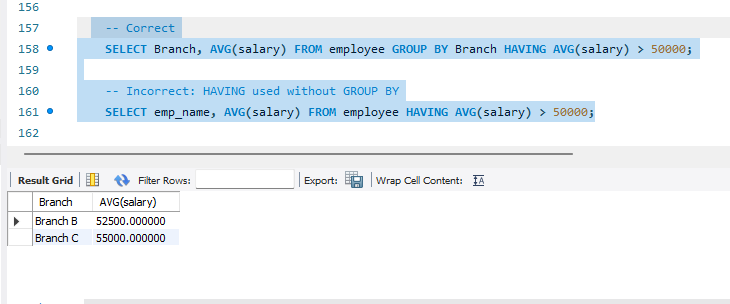 156
157 -- Correct
158 SELECT Branch, AVG(salary) FROM employee GROUP BY Branch HAVING AVG(salary) > 50000;
159
160 -- Incorrect: HAVING used without GROUP BY
161 SELECT emp_name, AVG(salary) FROM employee HAVING AVG(salary) > 50000;
162
Result Grid Filter Rows: Export: Wrap Cell Content:
Branch AVG(salary)
Branch B 52500.000000
Branch C 55000.000000